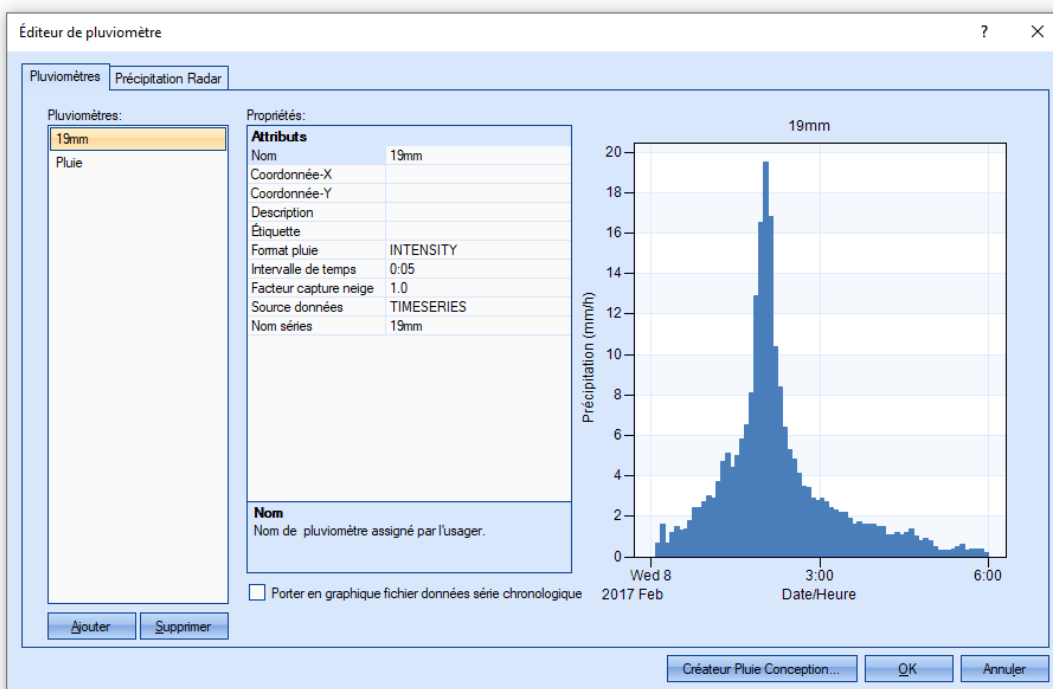 Éditeur de pluviomètre
?
Pluviomètres
Précipitation Radar
Pluviomètres:
19mm
Pluie
Propriétés:
Attributs
Nom 19mm
Coordonnée-X
Coordonnée-Y
Description
Étiquette
Format pluie INTENSITY
Intervalle de temps 0:05
Facteur capture neige 1.0
Source données TIMESERIES
Nom séries 19mm
Nom
Nom de pluviomètre assigné par l'usager.
Porter en graphique fichier données série chronologique
19mm
Précipitation (mm/h)
20
18
16
14
12
10
8
6
4
2
0
Wed 8 3:00 6:00
2017 Feb Date/Heure
Ajouter
Supprimer
Créateur Pluie Conception...
OK
Annuler